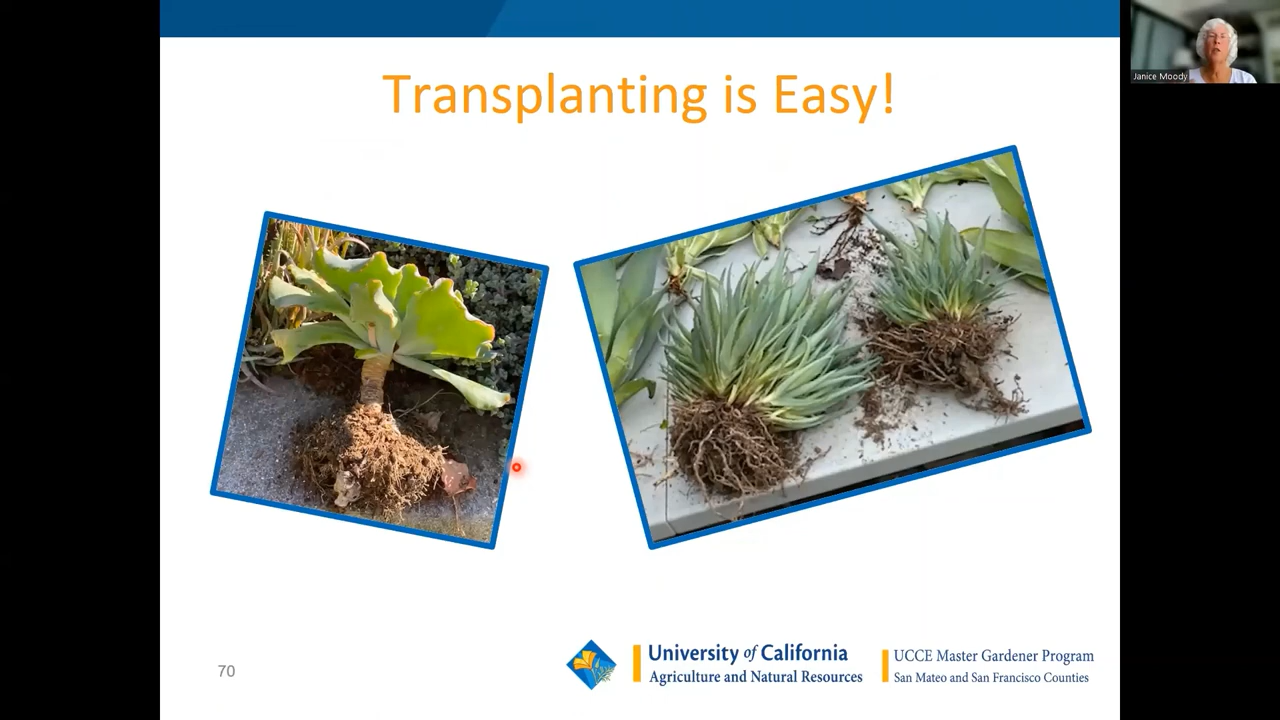 Transplanting is Easy!
Janice Moody
70
University of California
Agriculture and Natural Resources
UCCE Master Gardener Program
San Mateo and San Francisco Counties